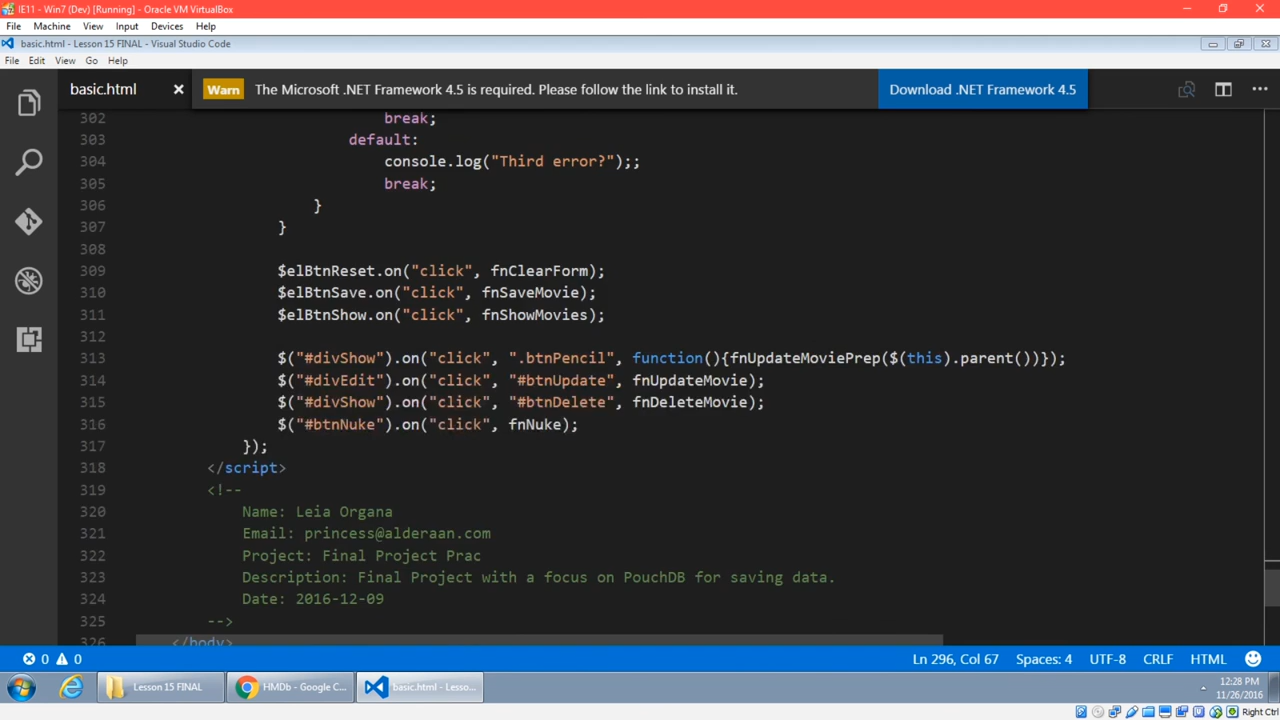 IE11 - Win7 (Dev) [Running] - Oracle VM VirtualBox
File Machine View Input Devices Help
basic.html - Lesson 15 FINAL - Visual Studio Code
File Edit View Go Help
basic.html Warn The Microsoft .NET Framework 4.5 is required. Please follow the link to install it. Download .NET Framework 4.5
302 break;
303 default:
304 console.log("Third error?");;
305 break;
306 }
307 }
308
309 $elBtnReset.on("click", fnClearForm);
310 $elBtnSave.on("click", fnSaveMovie);
311 $elBtnShow.on("click", fnShowMovies);
312
313 $("#divShow").on("click", ".btnPencil", function(){fnUpdateMoviePrep($(this).parent())});
314 $("#divEdit").on("click", "#btnUpdate", fnUpdateMovie);
315 $("#divShow").on("click", "#btnDelete", fnDeleteMovie);
316 $("#btnNuke").on("click", fnNuke);
317 });
318 </script>
319 <!--
320 Name: Leia Organa
321 Email: princess@alderaan.com
322 Project: Final Project Prac
323 Description: Final Project with a focus on PouchDB for saving data.
324 Date: 2016-12-09
325 -->
326 </body>
0 0 Ln 296, Col 67 Spaces: 4 UTF-8 CRLF HTML
Lesson 15 FINAL HMDb - Google C... basic.html - Lesso... 12:28 PM
11/26/2016
Right Ctrl